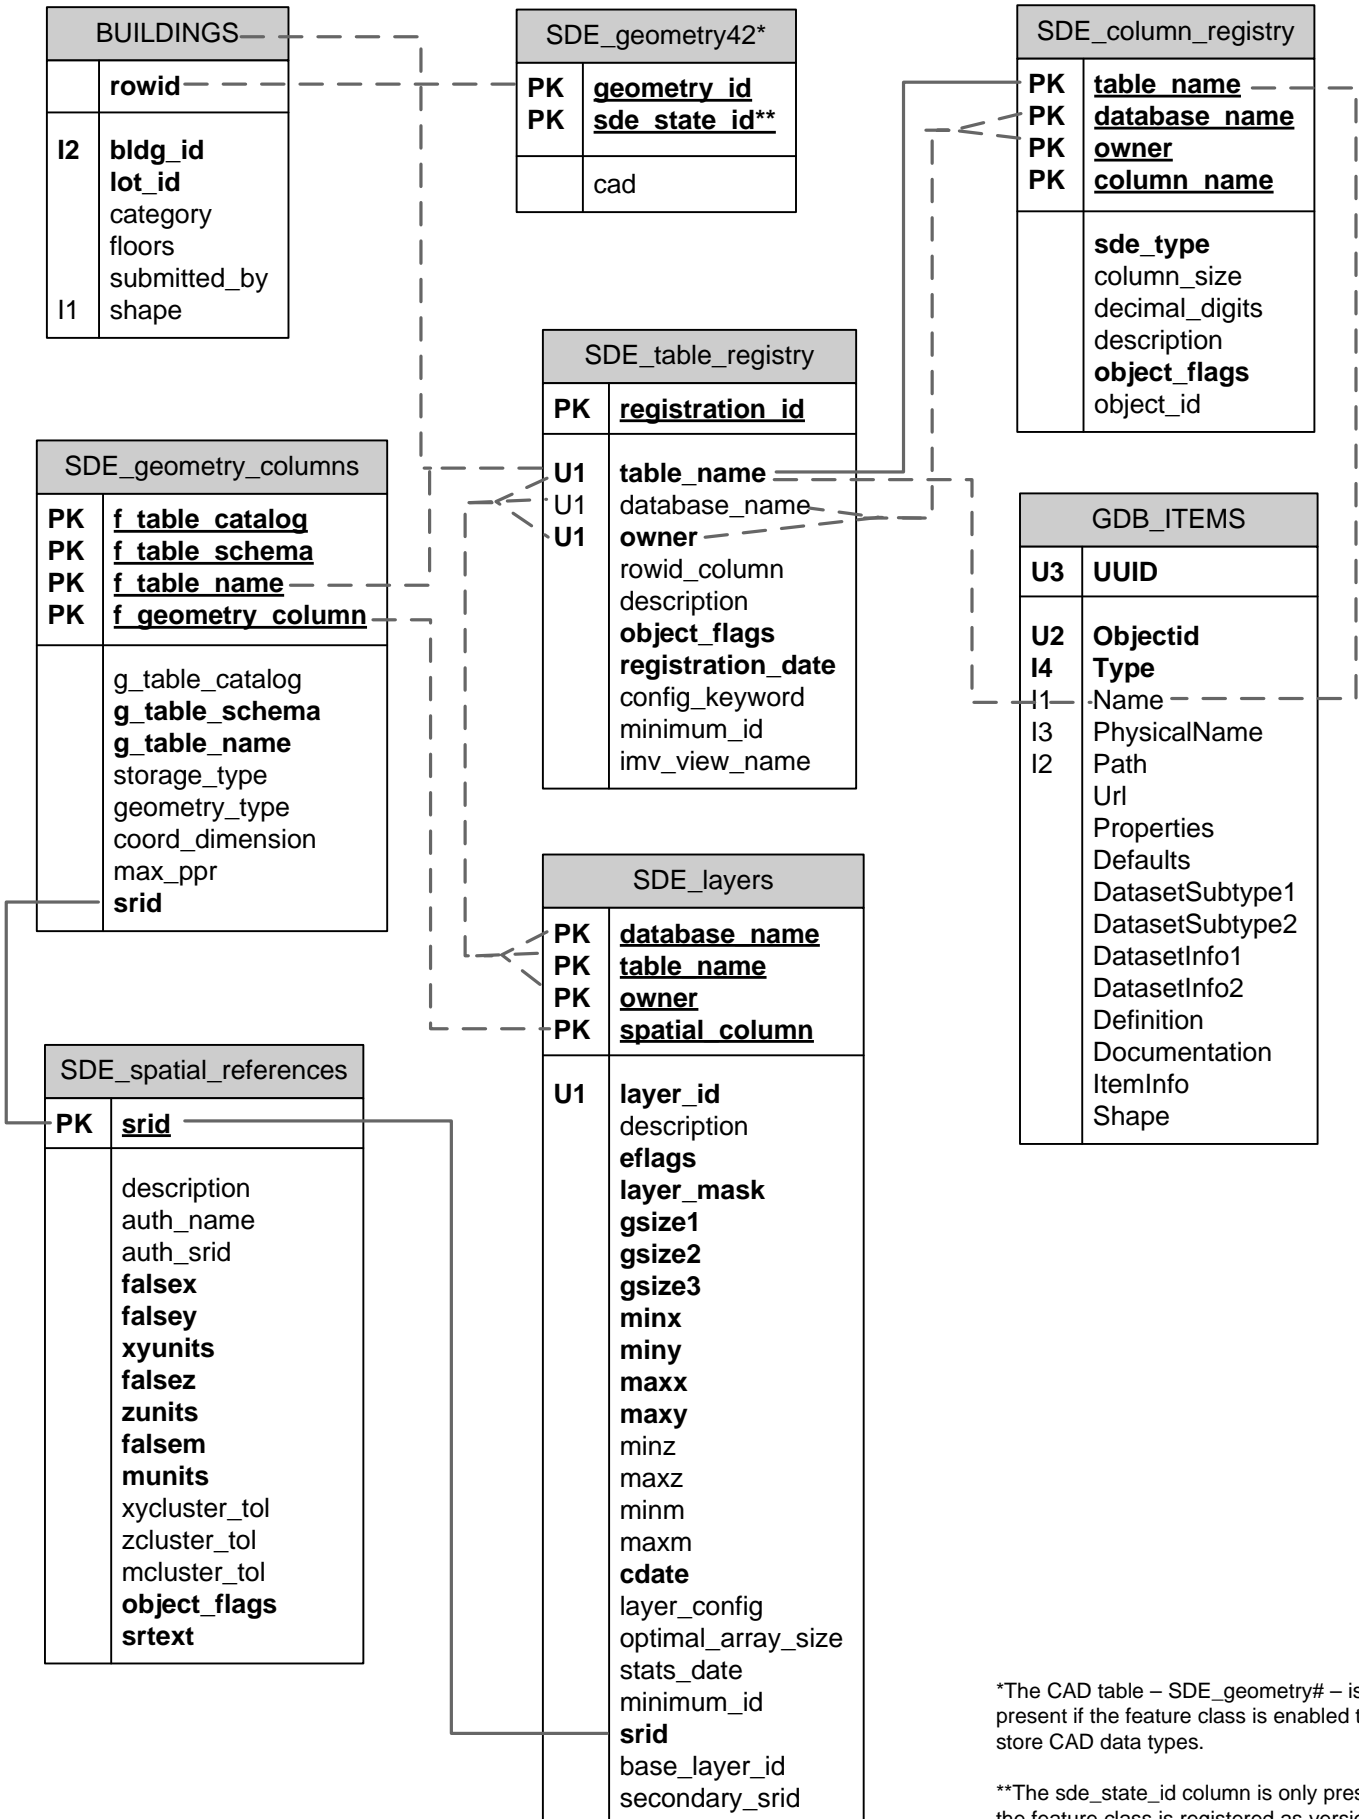 BUILDINGS
rowid
I2 bldg_id
lot_id
category
floors
submitted_by
I1 shape
SDE_geometry42*
PK geometry_id
PK sde_state_id**
cad
SDE_column_registry
PK table_name
PK database_name
PK owner
PK column_name
sde_type
column_size
decimal_digits
description
object_flags
object_id
SDE_table_registry
PK registration_id
U1 table_name
U1 database_name
U1 owner
rowid_column
description
object_flags
registration_date
config_keyword
minimum_id
imv_view_name
SDE_geometry_columns
PK f_table_catalog
PK f_table_schema
PK f_table_name
PK f_geometry_column
g_table_catalog
g_table_schema
g_table_name
storage_type
geometry_type
coord_dimension
max_ppr
srid
GDB_ITEMS
U3 UUID
U2 Objectid
I4 Type
I1 Name
I3 PhysicalName
I2 Path
Url
Properties
Defaults
DatasetSubtype1
DatasetSubtype2
DatasetInfo1
DatasetInfo2
Definition
Documentation
ItemInfo
Shape
SDE_layers
PK database_name
PK table_name
PK owner
PK spatial_column
U1 layer_id
description
eflags
layer_mask
gsize1
gsize2
gsize3
minx
miny
maxx
maxy
minz
maxz
minm
maxm
cdate
layer_config
optimal_array_size
stats_date
minimum_id
srid
base_layer_id
secondary_srid
SDE_spatial_references
PK srid
description
auth_name
auth_srid
falsex
falsey
xyunits
falsez
zunits
falsem
munits
xycluster_tol
zcluster_tol
mcluster_tol
object_flags
srtext
*The CAD table – SDE_geometry# – is
present if the feature class is enabled
store CAD data types.
**The sde_state_id column is only
the feature class is registered as